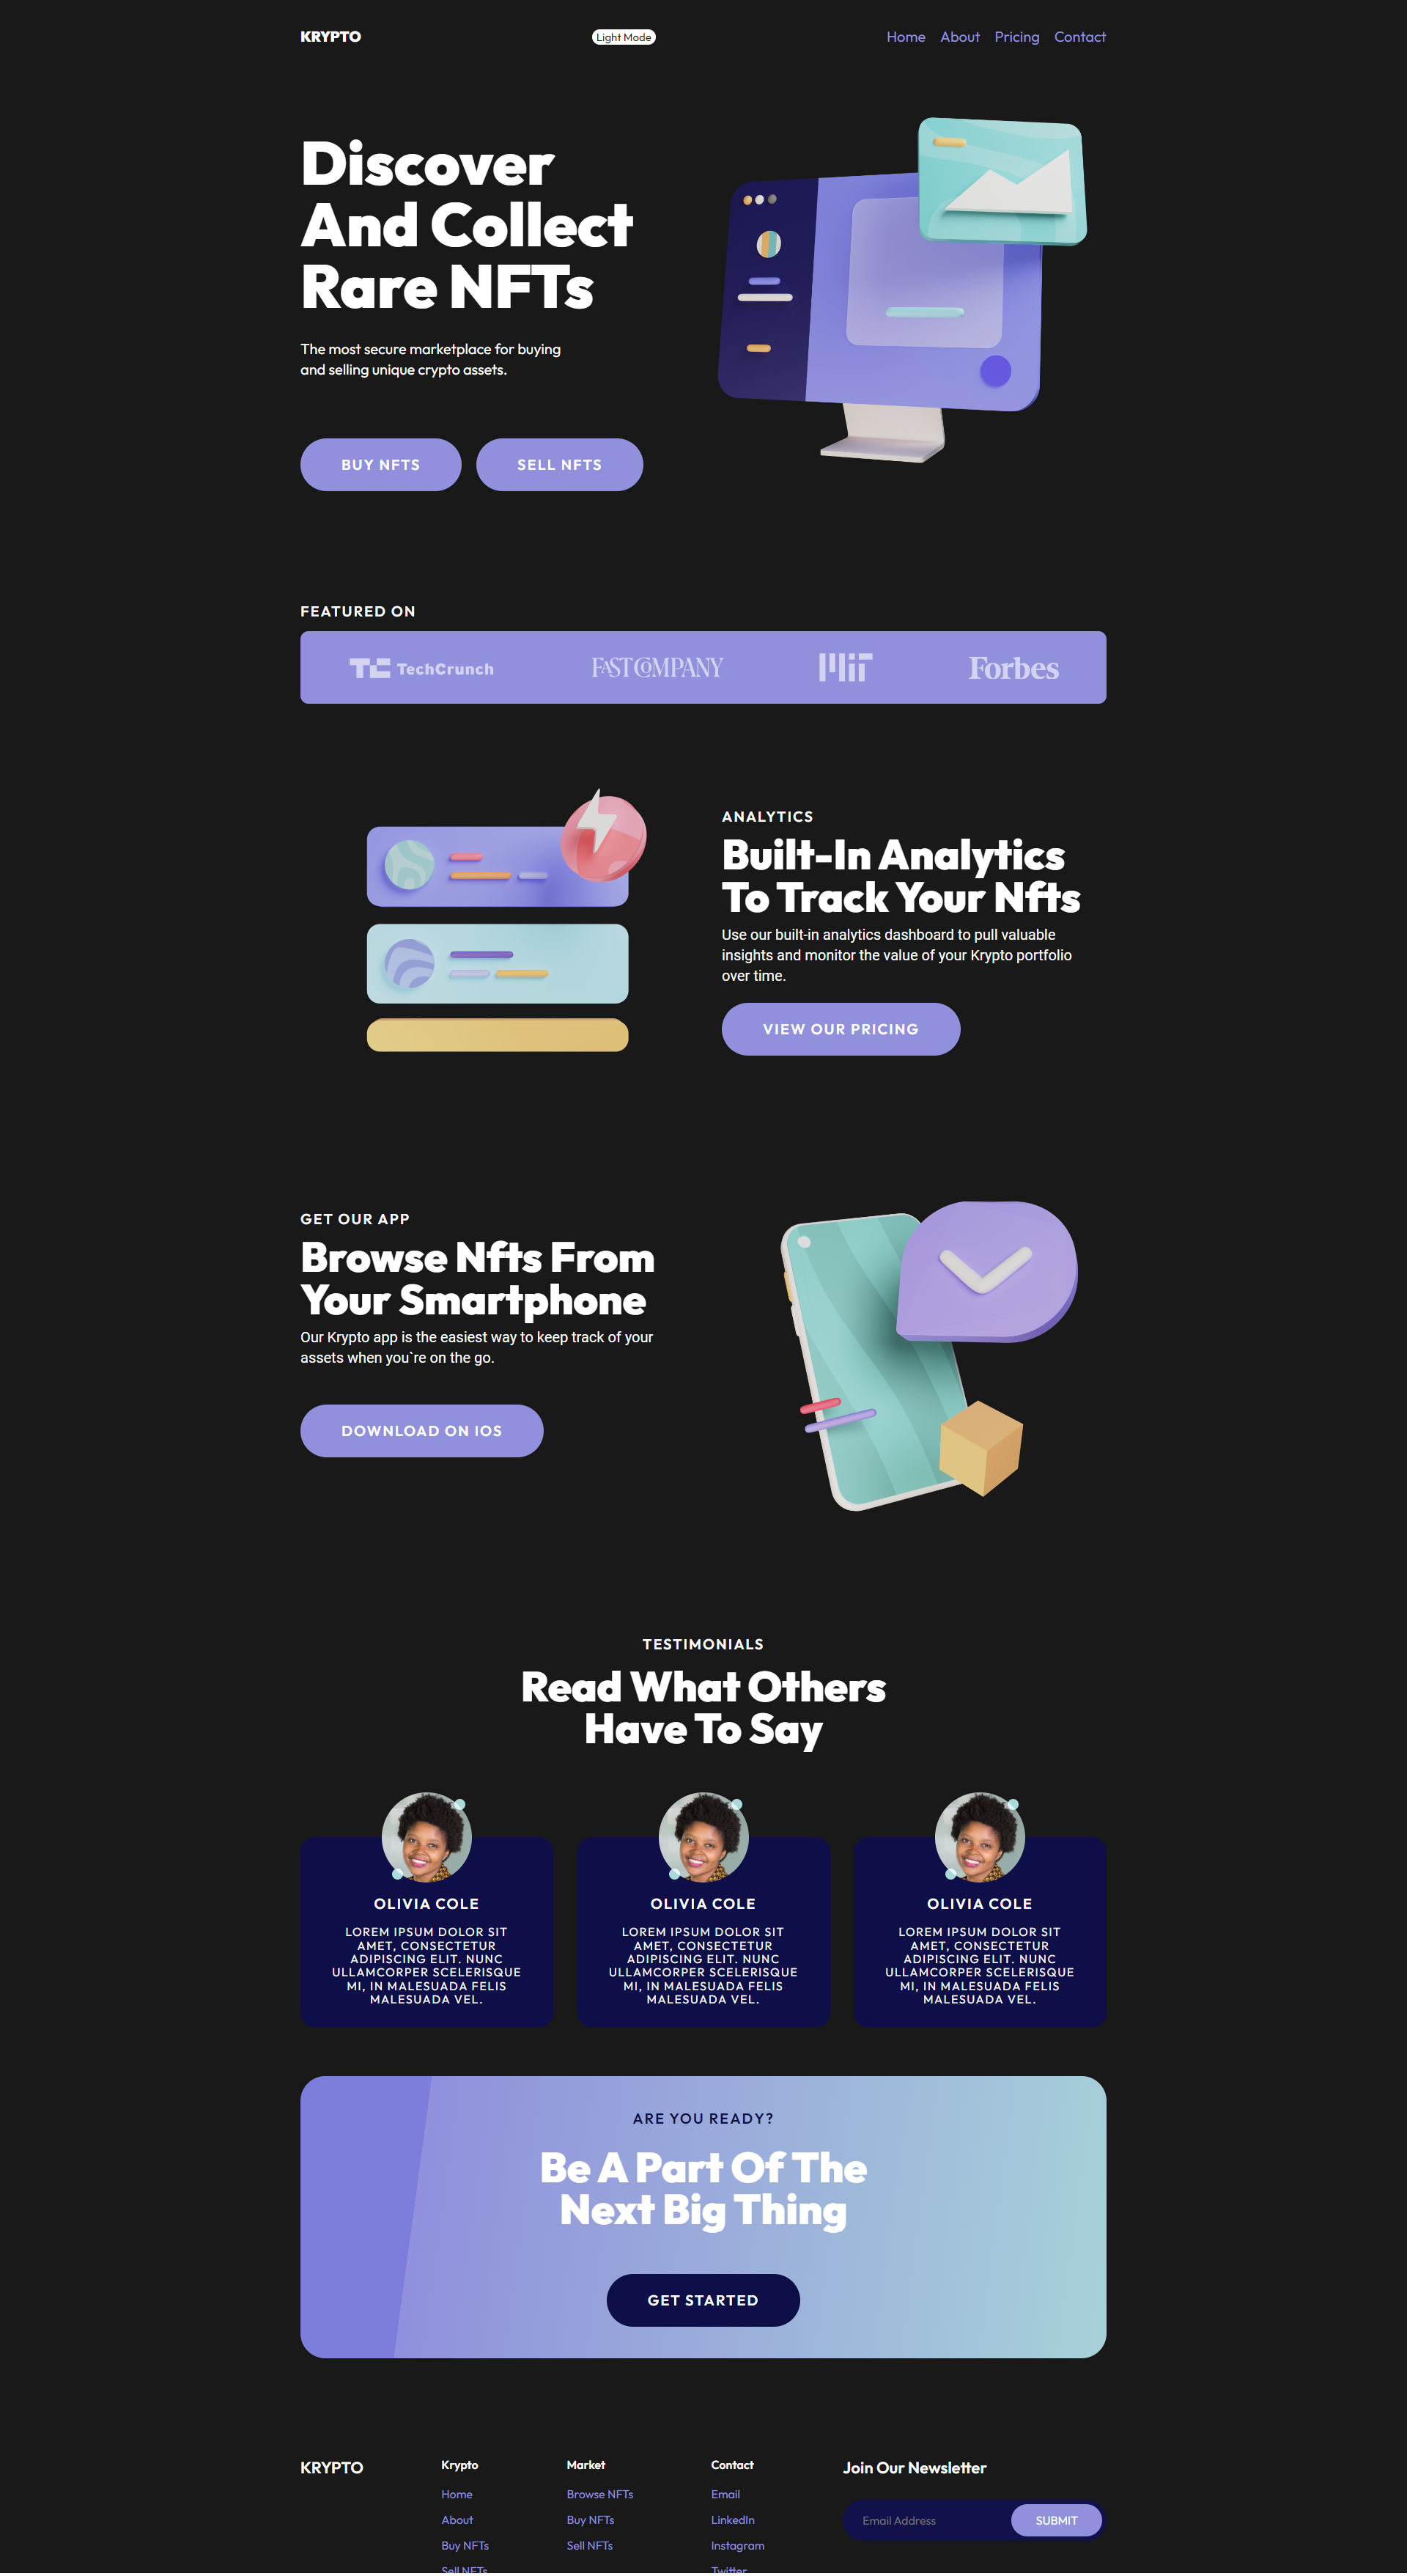 KRYPTO
Light Mode
Home About Pricing Contact
Discover
And Collect
Rare NFTs
The most secure marketplace for buying
and selling unique crypto assets.
BUY NFTS
SELL NFTS
FEATURED ON
TC TechCrunch
FAST COMPANY
MIT
Forbes
ANALYTICS
Built-In Analytics
To Track Your Nfts
Use our built-in analytics dashboard to pull valuable
insights and monitor the value of your Krypto portfolio
over time.
VIEW OUR PRICING
GET OUR APP
Browse Nfts From
Your Smartphone
Our Krypto app is the easiest way to keep track of your
assets when you`re on the go.
DOWNLOAD ON IOS
TESTIMONIALS
Read What Others
Have To Say
OLIVIA COLE
LOREM IPSUM DOLOR SIT
AMET, CONSECTETUR
ADIPISCING ELIT. NUNC
ULLAMCORPER SCELERISQUE
MI, IN MALESUADA FELIS
MALESUADA VEL.
OLIVIA COLE
LOREM IPSUM DOLOR SIT
AMET, CONSECTETUR
ADIPISCING ELIT. NUNC
ULLAMCORPER SCELERISQUE
MI, IN MALESUADA FELIS
MALESUADA VEL.
OLIVIA COLE
LOREM IPSUM DOLOR SIT
AMET, CONSECTETUR
ADIPISCING ELIT. NUNC
ULLAMCORPER SCELERISQUE
MI, IN MALESUADA FELIS
MALESUADA VEL.
ARE YOU READY?
Be A Part Of The
Next Big Thing
GET STARTED
KRYPTO
Krypto
Home
About
Buy NFTs
Sell NFTs
Market
Browse NFTs
Buy NFTs
Sell NFTs
Contact
Email
LinkedIn
Instagram
Twitter
Join Our Newsletter
Email Address
SUBMIT